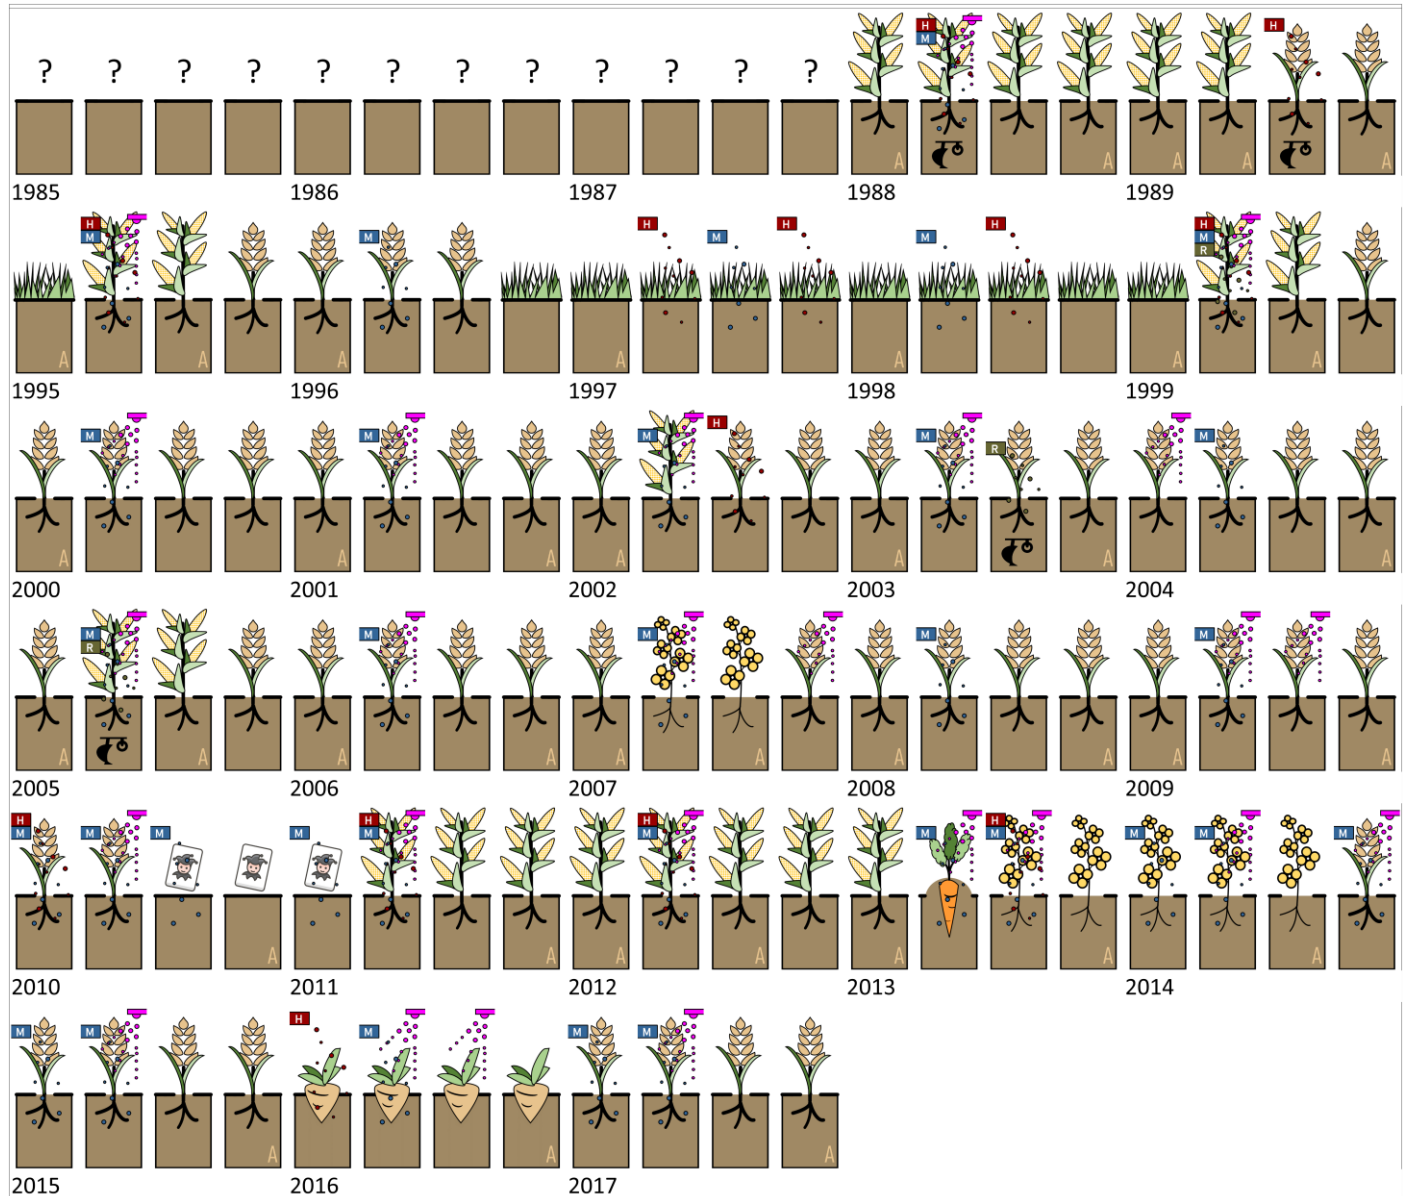 ? ? ? ? ? ? ? ? ? ? ? ?
H H
M
A A A A A A
1985 1986 1987 1988 1989
H H H H H
M M M M M
R
A A A A A A A A
1995 1996 1997 1998 1999
M M M H M R M M
A A A A A A A A A A A
2000 2001 2002 2003 2004
M M M M M
R
A A A A A A A A A
2005 2006 2007 2008 2009
H H H H
M M M M M M M M M M M
A A A A A A
2010 2011 2012 2013 2014
M M H M M M
A A A
2015 2016 2017